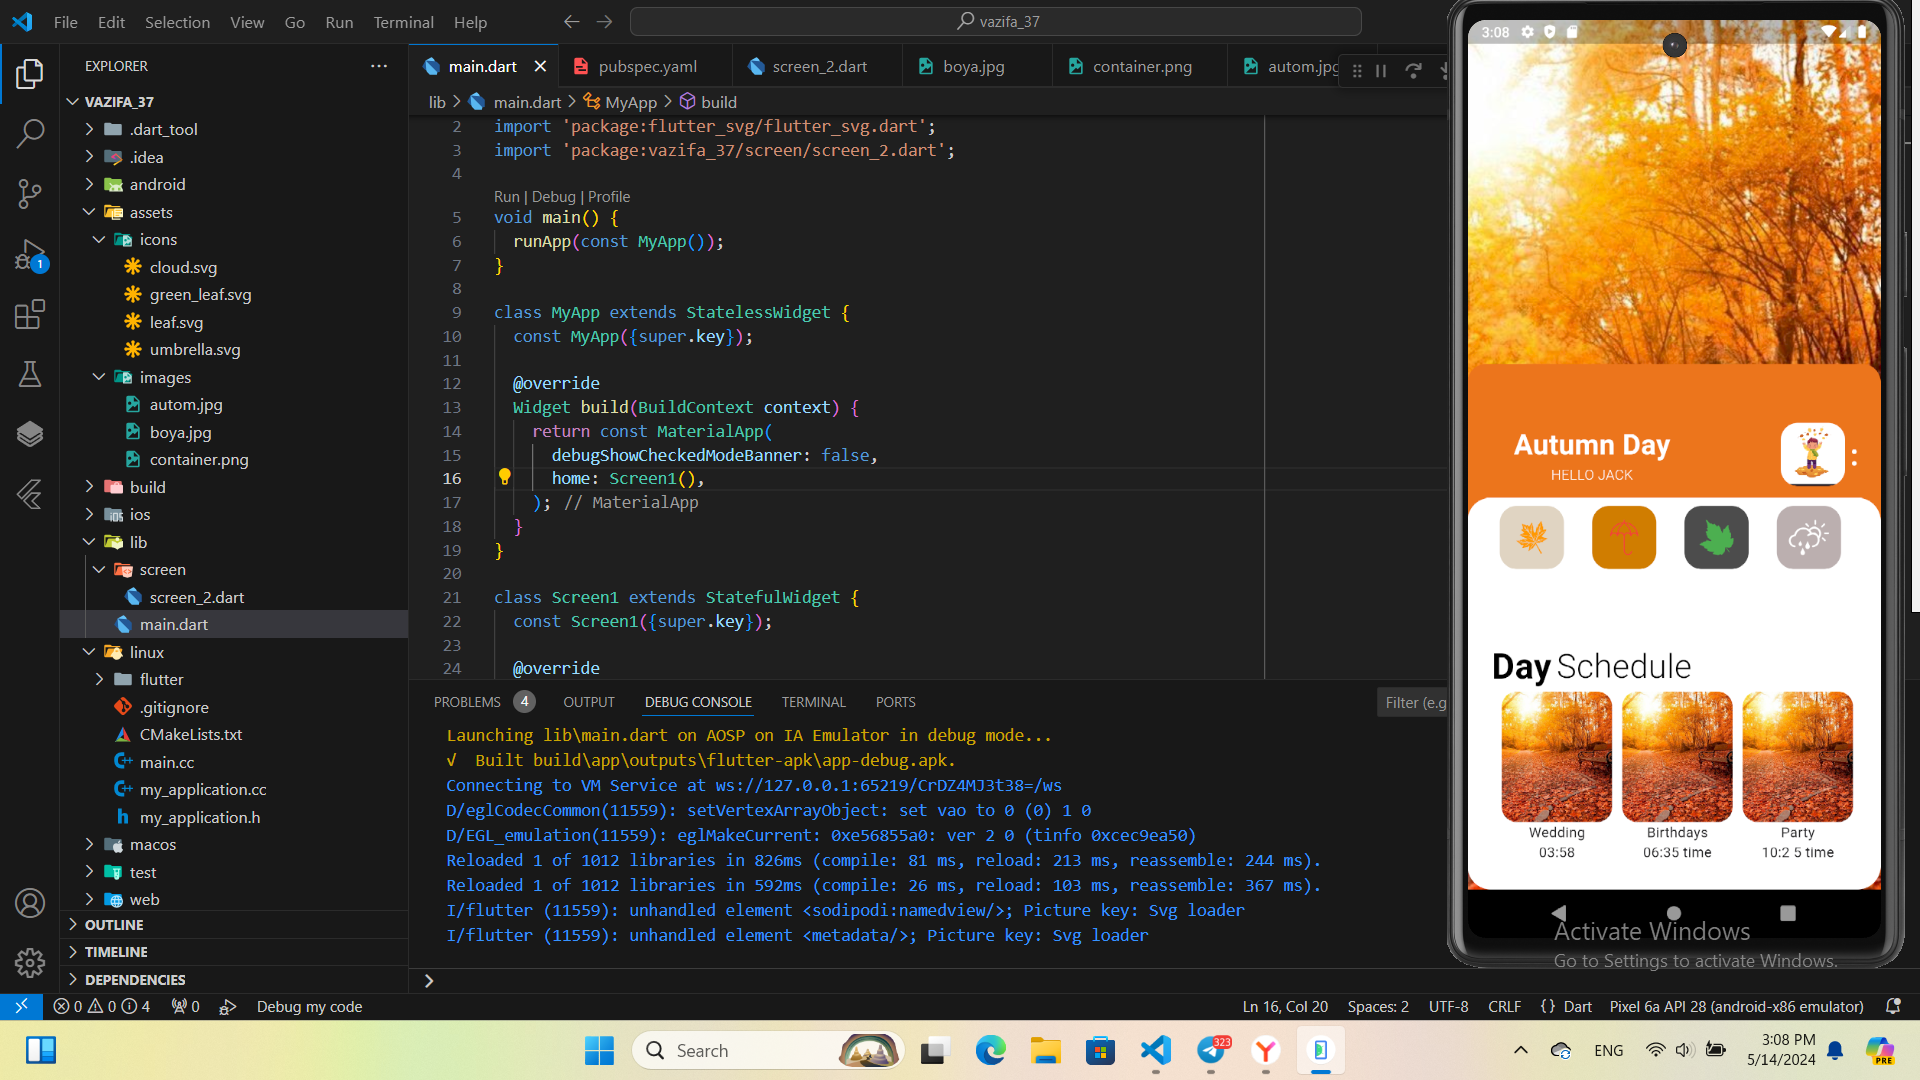 File Edit Selection View Go Run Terminal Help
vazifa_37
EXPLORER
VAZIFA_37
.dart_tool
.idea
android
assets
icons
cloud.svg
green_leaf.svg
leaf.svg
umbrella.svg
images
autom.jpg
boya.jpg
container.png
build
ios
lib
screen
screen_2.dart
main.dart
linux
flutter
.gitignore
CMakeLists.txt
main.cc
my_application.cc
my_application.h
macos
test
web
OUTLINE
TIMELINE
DEPENDENCIES
1
main.dart pubspec.yaml screen_2.dart boya.jpg container.png autom.jpg
lib > main.dart > MyApp > build
2 import 'package:flutter_svg/flutter_svg.dart';
3 import 'package:vazifa_37/screen/screen_2.dart';
4
Run | Debug | Profile
5 void main() {
6 runApp(const MyApp());
7 }
8
9 class MyApp extends StatelessWidget {
10 const MyApp({super.key});
11
12 @override
13 Widget build(BuildContext context) {
14 return const MaterialApp(
15 debugShowCheckedModeBanner: false,
16 home: Screen1(),
17 ); // MaterialApp
18 }
19 }
20
21 class Screen1 extends StatefulWidget {
22 const Screen1({super.key});
23
24 @override
PROBLEMS 4 OUTPUT DEBUG CONSOLE TERMINAL PORTS Filter (e.g
Launching lib\main.dart on AOSP on IA Emulator in debug mode...
√ Built build\app\outputs\flutter-apk\app-debug.apk.
Connecting to VM Service at ws://127.0.0.1:65219/CrDZ4MJ3t38=/ws
D/eglCodecCommon(11559): setVertexArrayObject: set vao to 0 (0) 1 0
D/EGL_emulation(11559): eglMakeCurrent: 0xe56855a0: ver 2 0 (tinfo 0xcec9ea50)
Reloaded 1 of 1012 libraries in 826ms (compile: 81 ms, reload: 213 ms, reassemble: 244 ms).
Reloaded 1 of 1012 libraries in 592ms (compile: 26 ms, reload: 103 ms, reassemble: 367 ms).
I/flutter (11559): unhandled element <sodipodi:namedview/>; Picture key: Svg loader
I/flutter (11559): unhandled element <metadata/>; Picture key: Svg loader
3:08
Autumn Day
HELLO JACK
:
Day Schedule
Wedding Birthdays Party
03:58 06:35 time 10:2 5 time
Activate Windows
Go to Settings to activate Windows.
0 0 4 0 Debug my code
Ln 16, Col 20 Spaces: 2 UTF-8 CRLF {} Dart Pixel 6a API 28 (android-x86 emulator)
Search
323
ENG
3:08 PM
5/14/2024
PRE